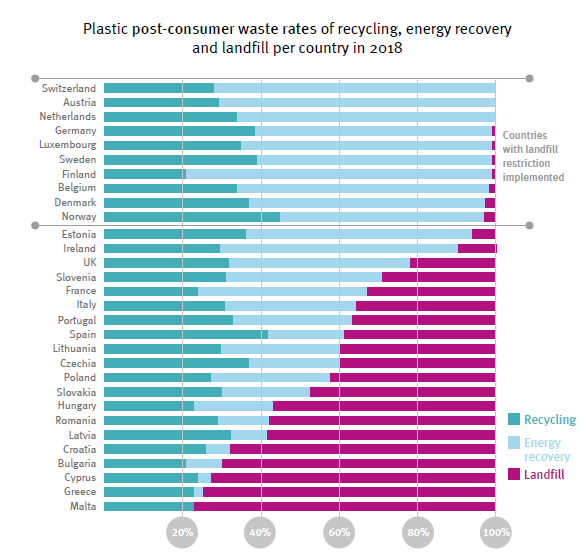 Plastic post-consumer waste rates of recycling, energy recovery
and landfill per country in 2018
Switzerland
Austria
Netherlands
Germany
Luxembourg
Sweden
Finland
Belgium
Denmark
Norway
Countries
with landfill
restriction
implemented
Estonia
Ireland
UK
Slovenia
France
Italy
Portugal
Spain
Lithuania
Czechia
Poland
Slovakia
Hungary
Romania
Latvia
Croatia
Bulgaria
Cyprus
Greece
Malta
Recycling
Energy
recovery
Landfill
20% 40% 60% 80% 100%